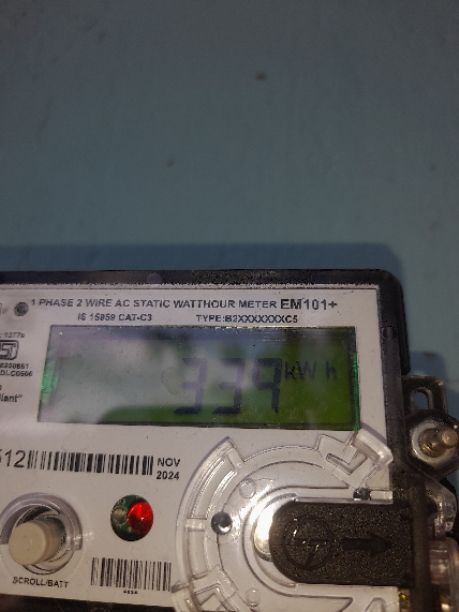 1 PHASE 2 WIRE AC STATIC WATTHOUR METER EM101+
IS 15959 CAT-C3 TYPE:B2XXXXXXXC5
339 kWh
512
NOV
2024
SCROLL/BATT